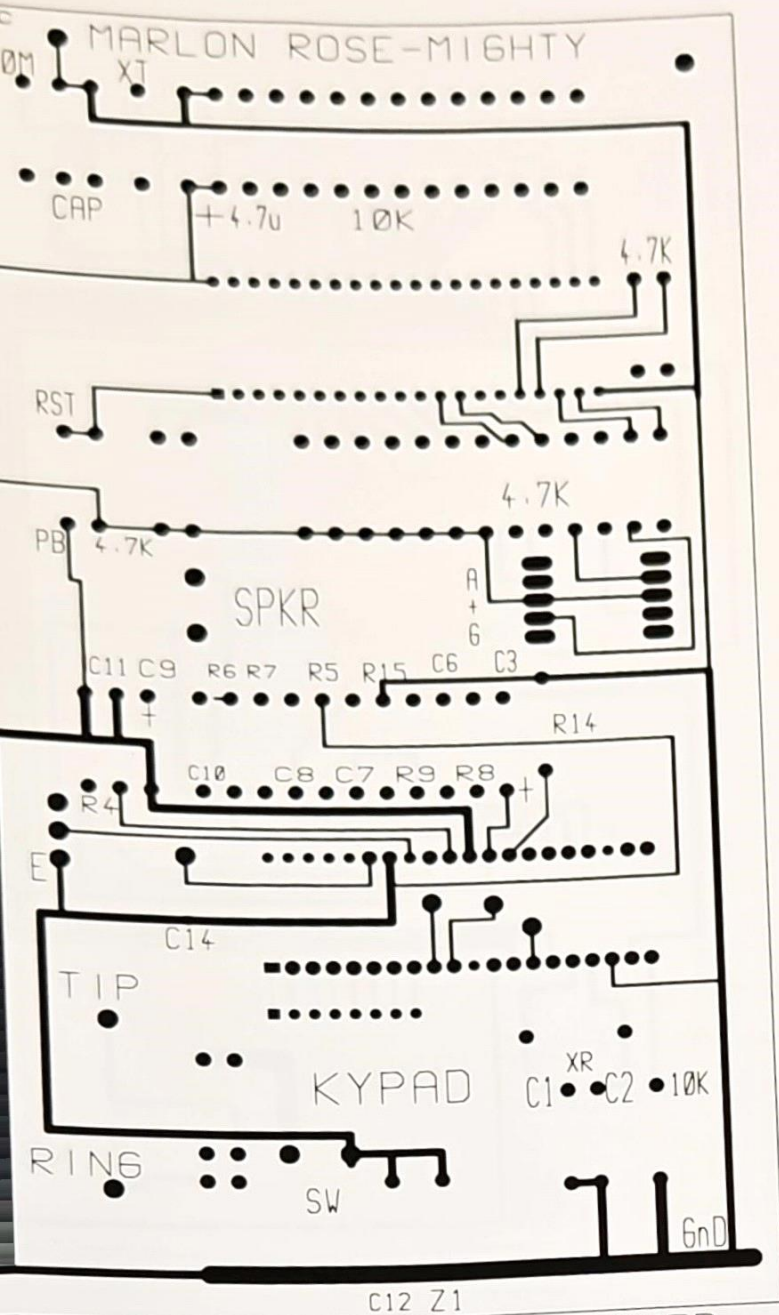 MARLON ROSE-MIGHTY
0M XT
CAP +4.7u 10K
4.7K
RST
4.7K
PB 4.7K
A
SPKR
+
G
C11 C9 R6 R7 R5 R15 C6 C3
+
R14
C10 C8 C7 R9 R8 +
R4
E
C14
TIP
KYPAD
XR
C1 C2 10K
RING
SW
GnD
C12 Z1